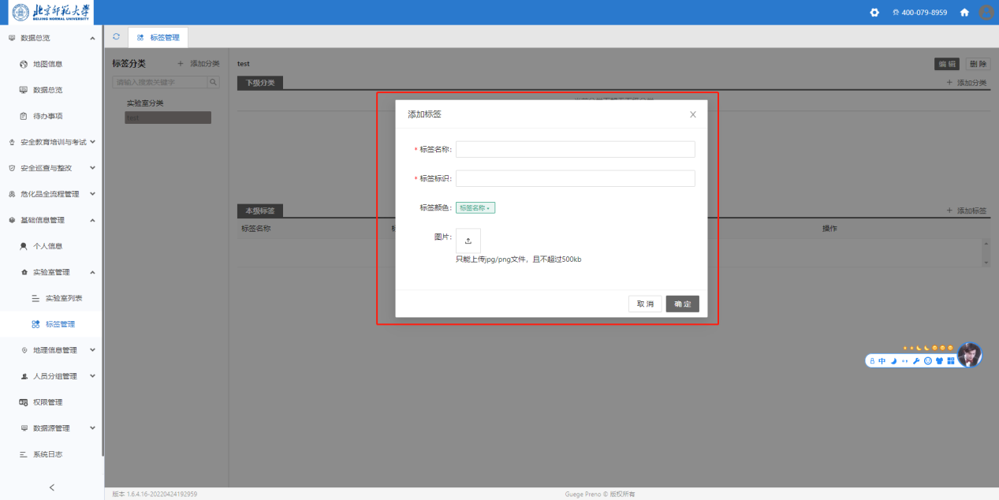 北京师范大学
BEIJING NORMAL UNIVERSITY
400-079-8959
数据总览
标签管理
地图信息
数据总览
待办事项
安全教育培训与考试
安全巡查与整改
危化品全流程管理
基础信息管理
个人信息
实验室管理
实验室列表
标签管理
地理信息管理
人员分组管理
权限管理
数据源管理
系统日志
标签分类
+ 添加分类
请输入搜索关键字
实验室分类
test
test
编 辑
删 除
下级分类
+ 添加分类
本级标签
+ 添加标签
标签名称
操作
添加标签
* 标签名称:
* 标签标识:
标签颜色: 标签名称
图片:
只能上传jpg/png文件，且不超过500kb
取 消
确 定
中
版本 1.6.4.16-20220424192959
Guege Preno © 版权所有